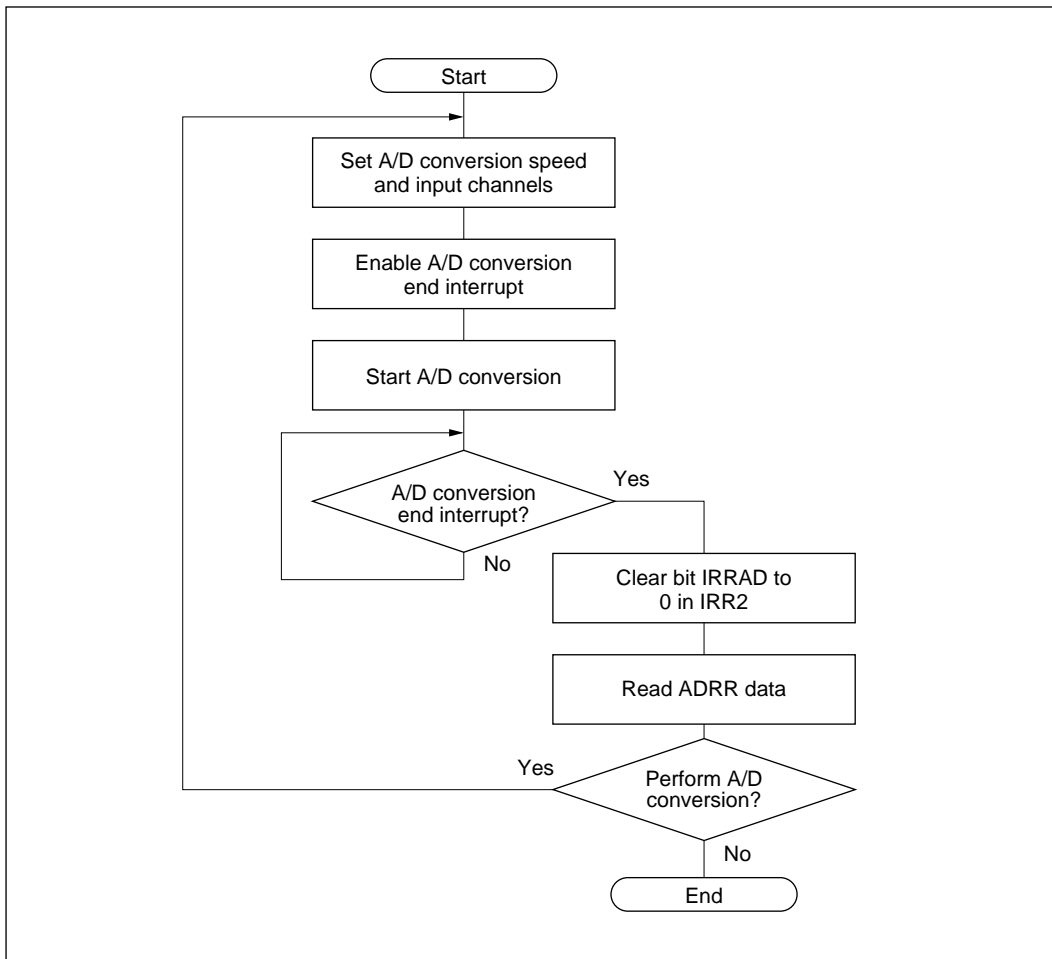 Start
Set A/D conversion speed
and input channels
Enable A/D conversion
end interrupt
Start A/D conversion
A/D conversion
end interrupt?
Yes
No
Clear bit IRRAD to
0 in IRR2
Read ADRR data
Perform A/D
conversion?
Yes
No
End